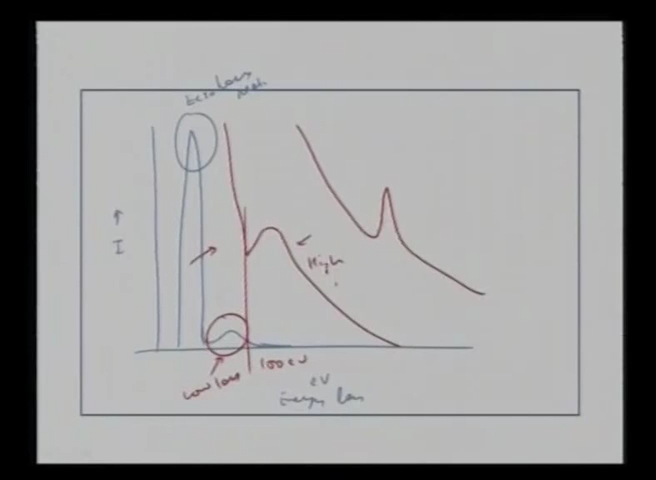 Zero Loss
Peak
↑
I
High
Low loss
100 eV
eV
Energy loss